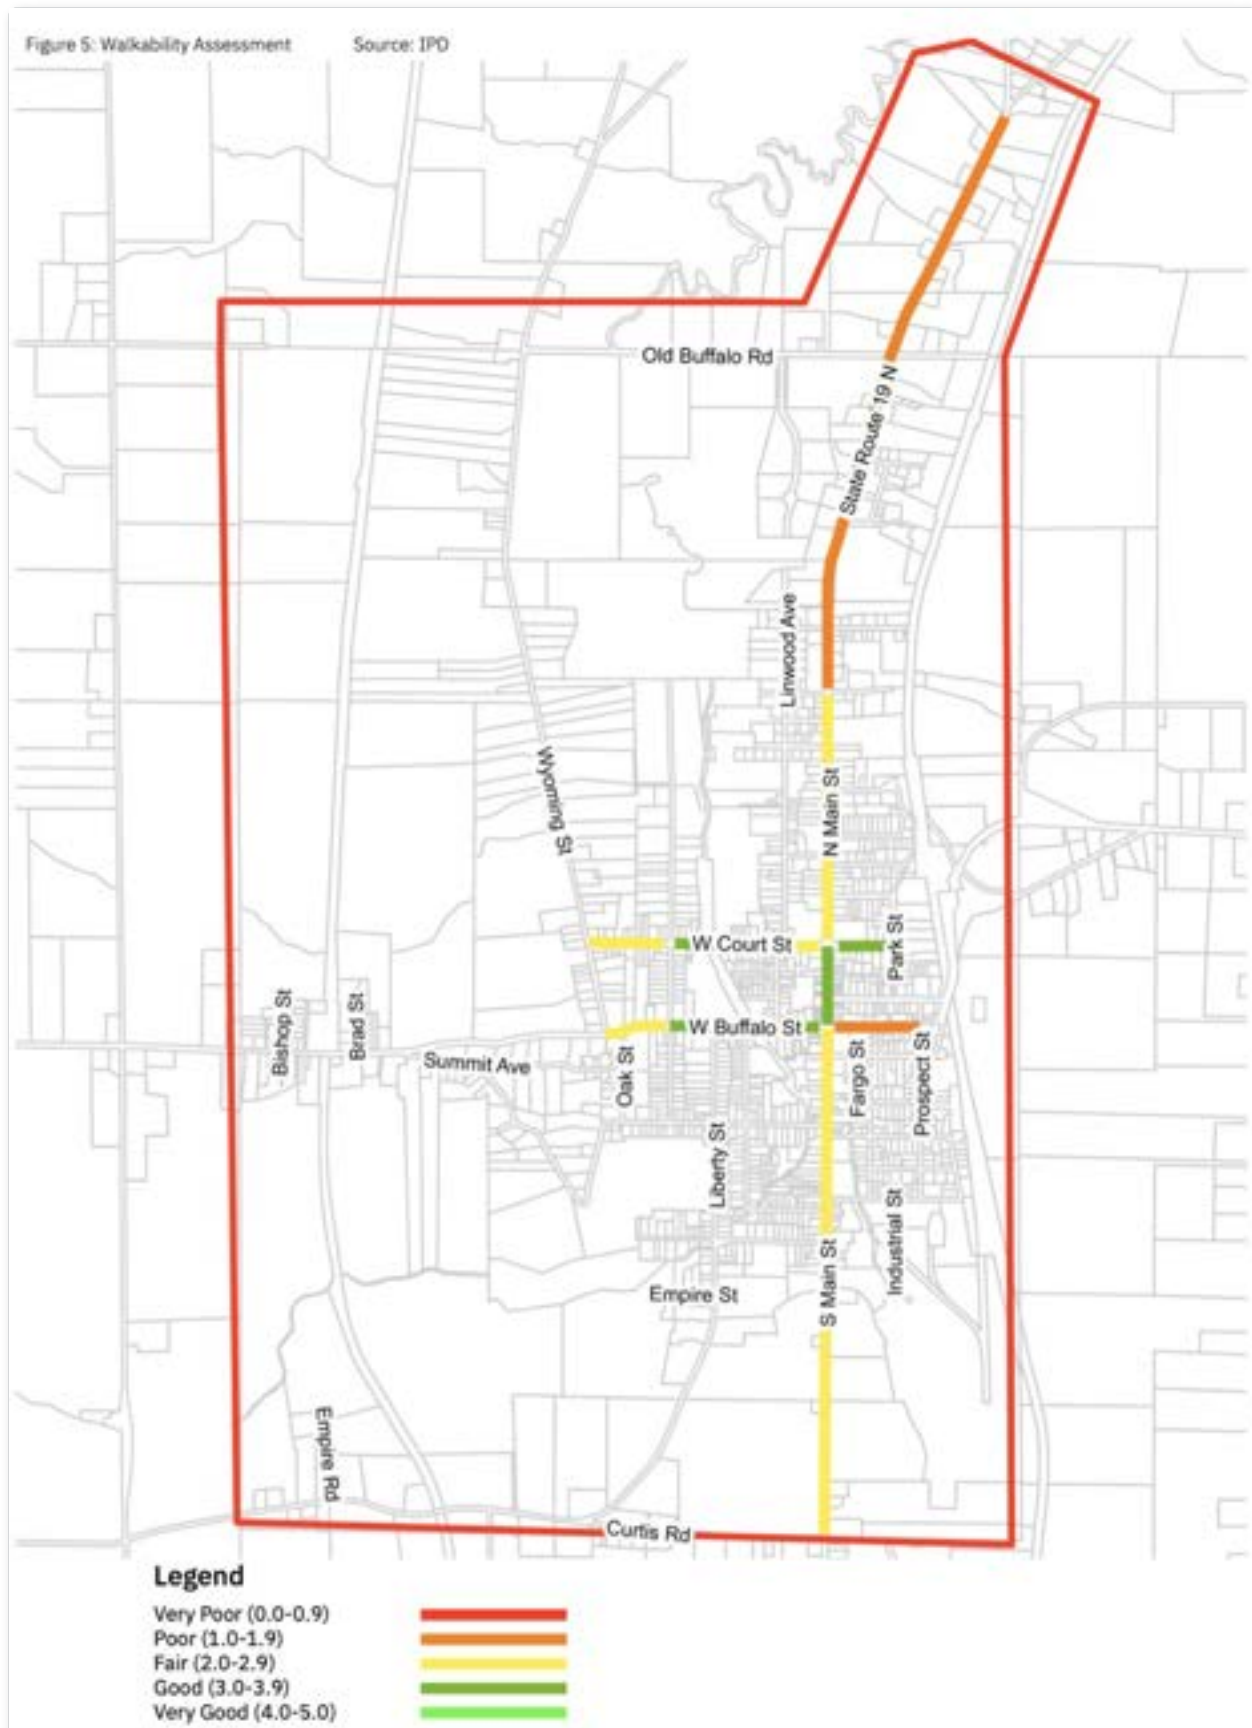 Figure 5: Walkability Assessment Source: IPD
Old Buffalo Rd
State Route 19 N
Linwood Ave
Wyoming St
N Main St
W Court St
Park St
W Buffalo St
Bishop St
Brad St
Summit Ave
Oak St
Fargo St
Prospect St
Liberty St
Industrial St
S Main St
Empire St
Empire Rd
Curtis Rd
Legend
Very Poor (0.0-0.9)
Poor (1.0-1.9)
Fair (2.0-2.9)
Good (3.0-3.9)
Very Good (4.0-5.0)